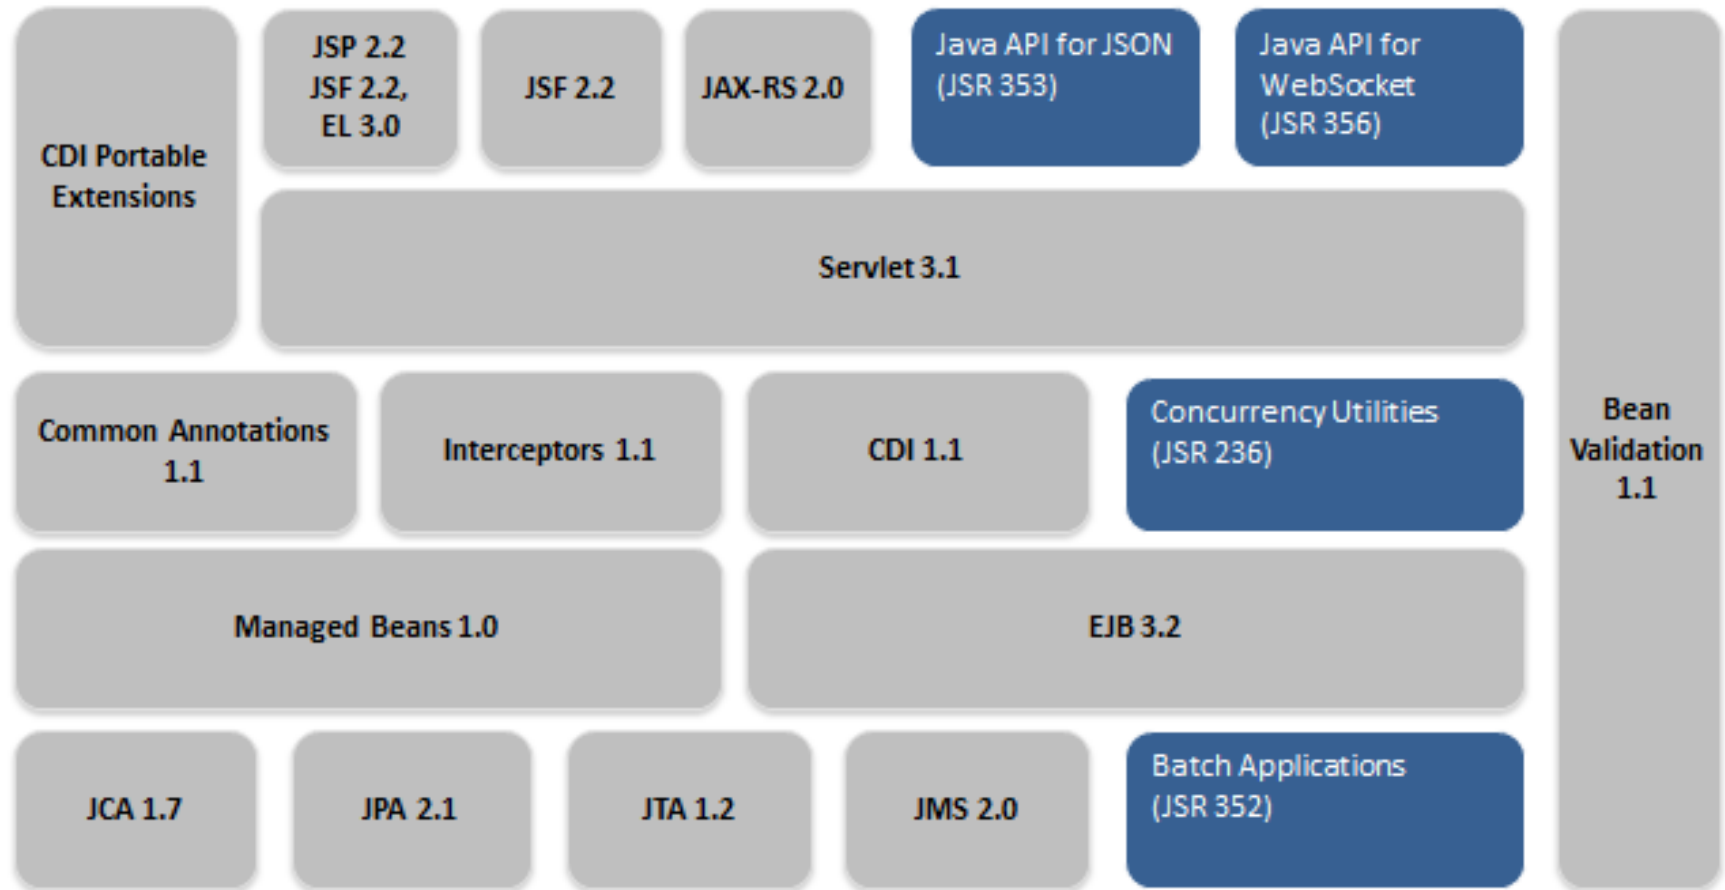 CDI Portable
Extensions
JSP 2.2
JSF 2.2,
EL 3.0
JSF 2.2
JAX-RS 2.0
Java API for JSON
(JSR 353)
Java API for
WebSocket
(JSR 356)
Servlet 3.1
Common Annotations
1.1
Interceptors 1.1
CDI 1.1
Concurrency Utilities
(JSR 236)
Bean
Validation
1.1
Managed Beans 1.0
EJB 3.2
JCA 1.7
JPA 2.1
JTA 1.2
JMS 2.0
Batch Applications
(JSR 352)